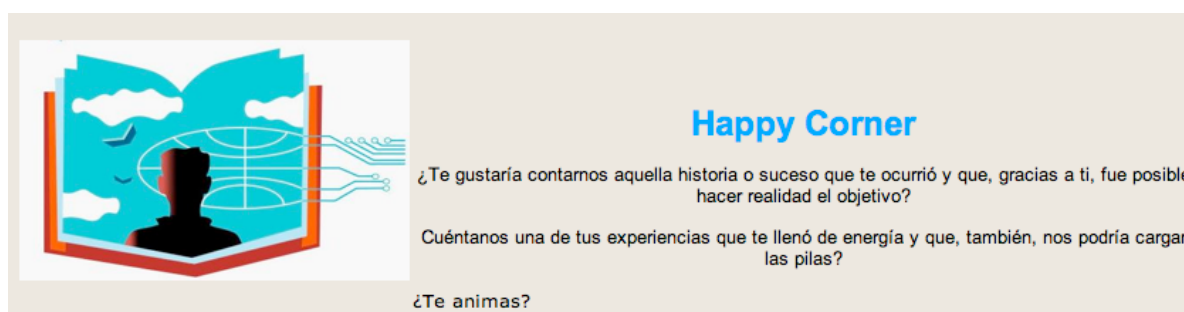 Happy Corner
¿Te gustaría contarnos aquella historia o suceso que te ocurrió y que, gracias a ti, fue posible
hacer realidad el objetivo?
Cuéntanos una de tus experiencias que te llenó de energía y que, también, nos podría cargar
las pilas?
¿Te animas?